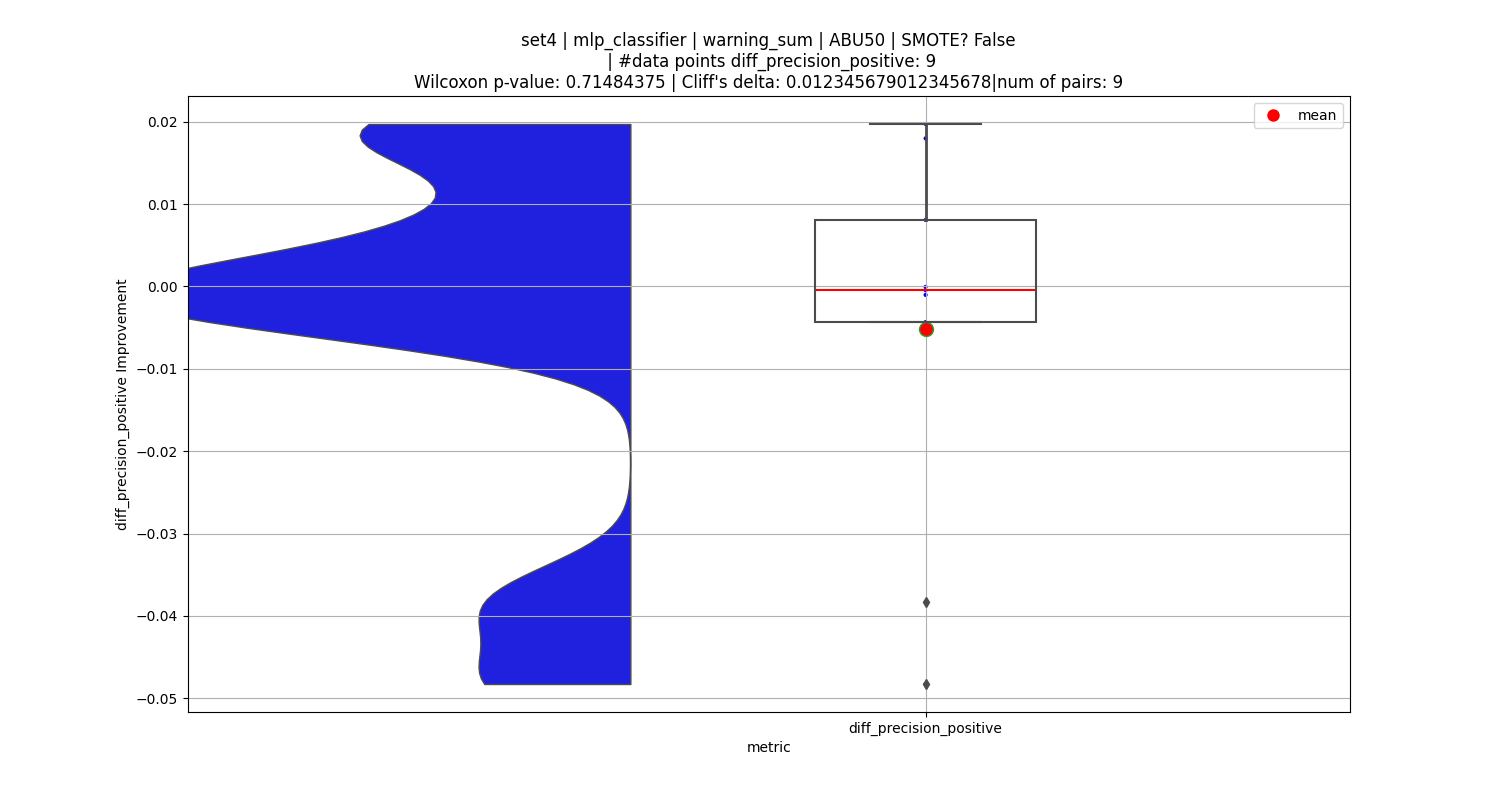 set4 | mlp_classifier | warning_sum | ABU50 | SMOTE? False
| #data points diff_precision_positive: 9
Wilcoxon p-value: 0.71484375 | Cliff's delta: 0.012345679012345678|num of pairs: 9
mean
0.02
0.01
0.00
−0.01
−0.02
−0.03
−0.04
−0.05
diff_precision_positive Improvement
diff_precision_positive
metric